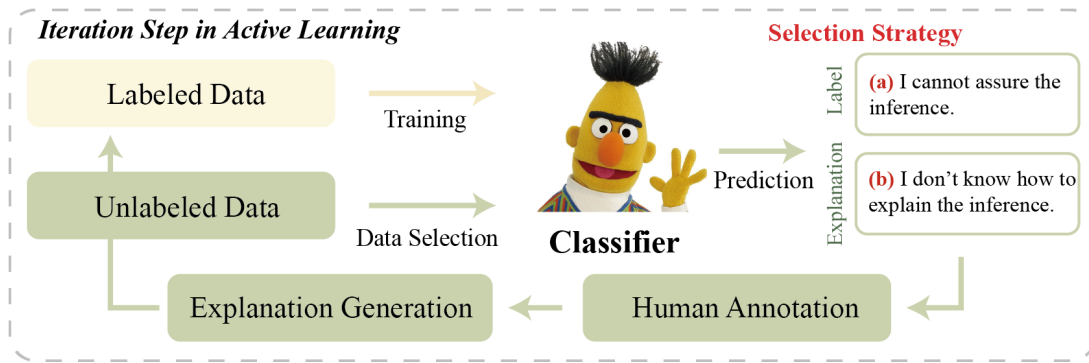 Iteration Step in Active Learning
Selection Strategy
Labeled Data
Training
Label
(a) I cannot assure the
inference.
Unlabeled Data
Data Selection
Classifier
Prediction
Explanation
(b) I don’t know how to
explain the inference.
Explanation Generation
Human Annotation